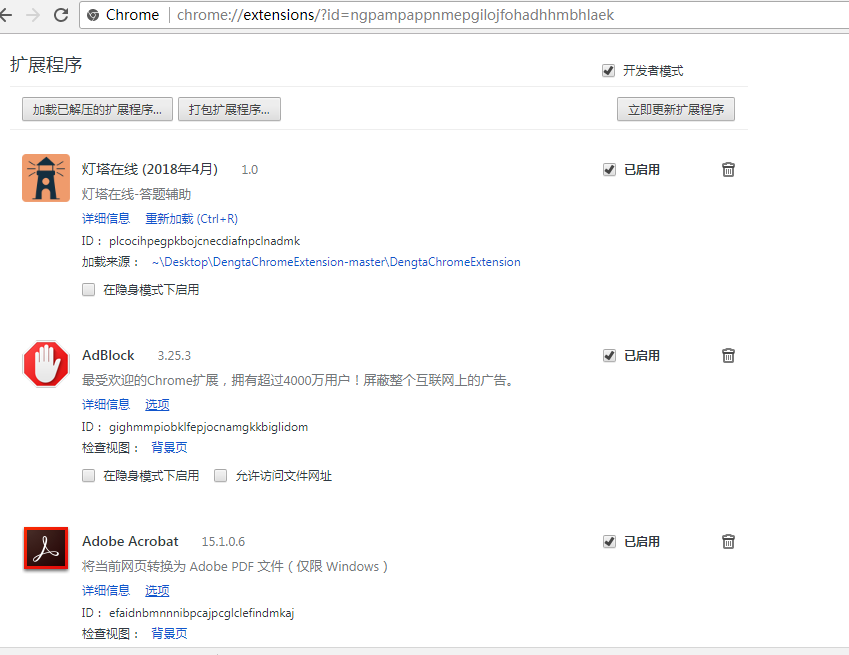 Chrome chrome://extensions/?id=ngpampappnmepgilojfohadhhmbhlaek
扩展程序
开发者模式
加载已解压的扩展程序... 打包扩展程序... 立即更新扩展程序
灯塔在线 (2018年4月) 1.0 已启用
灯塔在线-答题辅助
详细信息 重新加载 (Ctrl+R)
ID： plcocihpegpkbojcnecdiafnpclnadmk
加载来源： ~\Desktop\DengtaChromeExtension-master\DengtaChromeExtension
在隐身模式下启用
AdBlock 3.25.3 已启用
最受欢迎的Chrome扩展，拥有超过4000万用户！屏蔽整个互联网上的广告。
详细信息 选项
ID： gighmmpiobklfepjocnamgkkbiglidom
检查视图： 背景页
在隐身模式下启用 允许访问文件网址
Adobe Acrobat 15.1.0.6 已启用
将当前网页转换为 Adobe PDF 文件（仅限 Windows）
详细信息 选项
ID： efaidnbmnnnibpcajpcglclefindmkaj
检查视图： 背景页